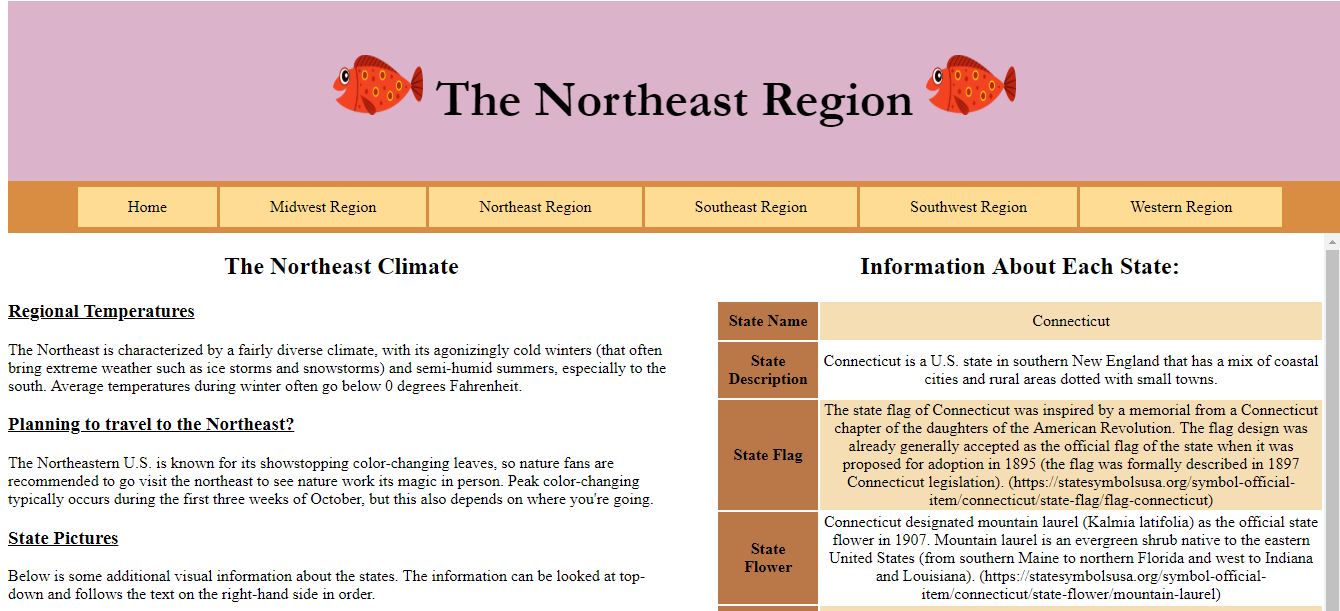 The Northeast Region
Home
Midwest Region
Northeast Region
Southeast Region
Southwest Region
Western Region
The Northeast Climate
Regional Temperatures
The Northeast is characterized by a fairly diverse climate, with its agonizingly cold winters (that often
bring extreme weather such as ice storms and snowstorms) and semi-humid summers, especially to the
south. Average temperatures during winter often go below 0 degrees Fahrenheit.
Planning to travel to the Northeast?
The Northeastern U.S. is known for its showstopping color-changing leaves, so nature fans are
recommended to go visit the northeast to see nature work its magic in person. Peak color-changing
typically occurs during the first three weeks of October, but this also depends on where you're going.
State Pictures
Below is some additional visual information about the states. The information can be looked at top-
down and follows the text on the right-hand side in order.
Information About Each State:
State Name
Connecticut
State
Description
Connecticut is a U.S. state in southern New England that has a mix of coastal
cities and rural areas dotted with small towns.
State Flag
The state flag of Connecticut was inspired by a memorial from a Connecticut
chapter of the daughters of the American Revolution. The flag design was
already generally accepted as the official flag of the state when it was
proposed for adoption in 1895 (the flag was formally described in 1897
Connecticut legislation). (https://statesymbolsusa.org/symbol-official-
item/connecticut/state-flag/flag-connecticut)
State
Flower
Connecticut designated mountain laurel (Kalmia latifolia) as the official state
flower in 1907. Mountain laurel is an evergreen shrub native to the eastern
United States (from southern Maine to northern Florida and west to Indiana
and Louisiana). (https://statesymbolsusa.org/symbol-official-
item/connecticut/state-flower/mountain-laurel)